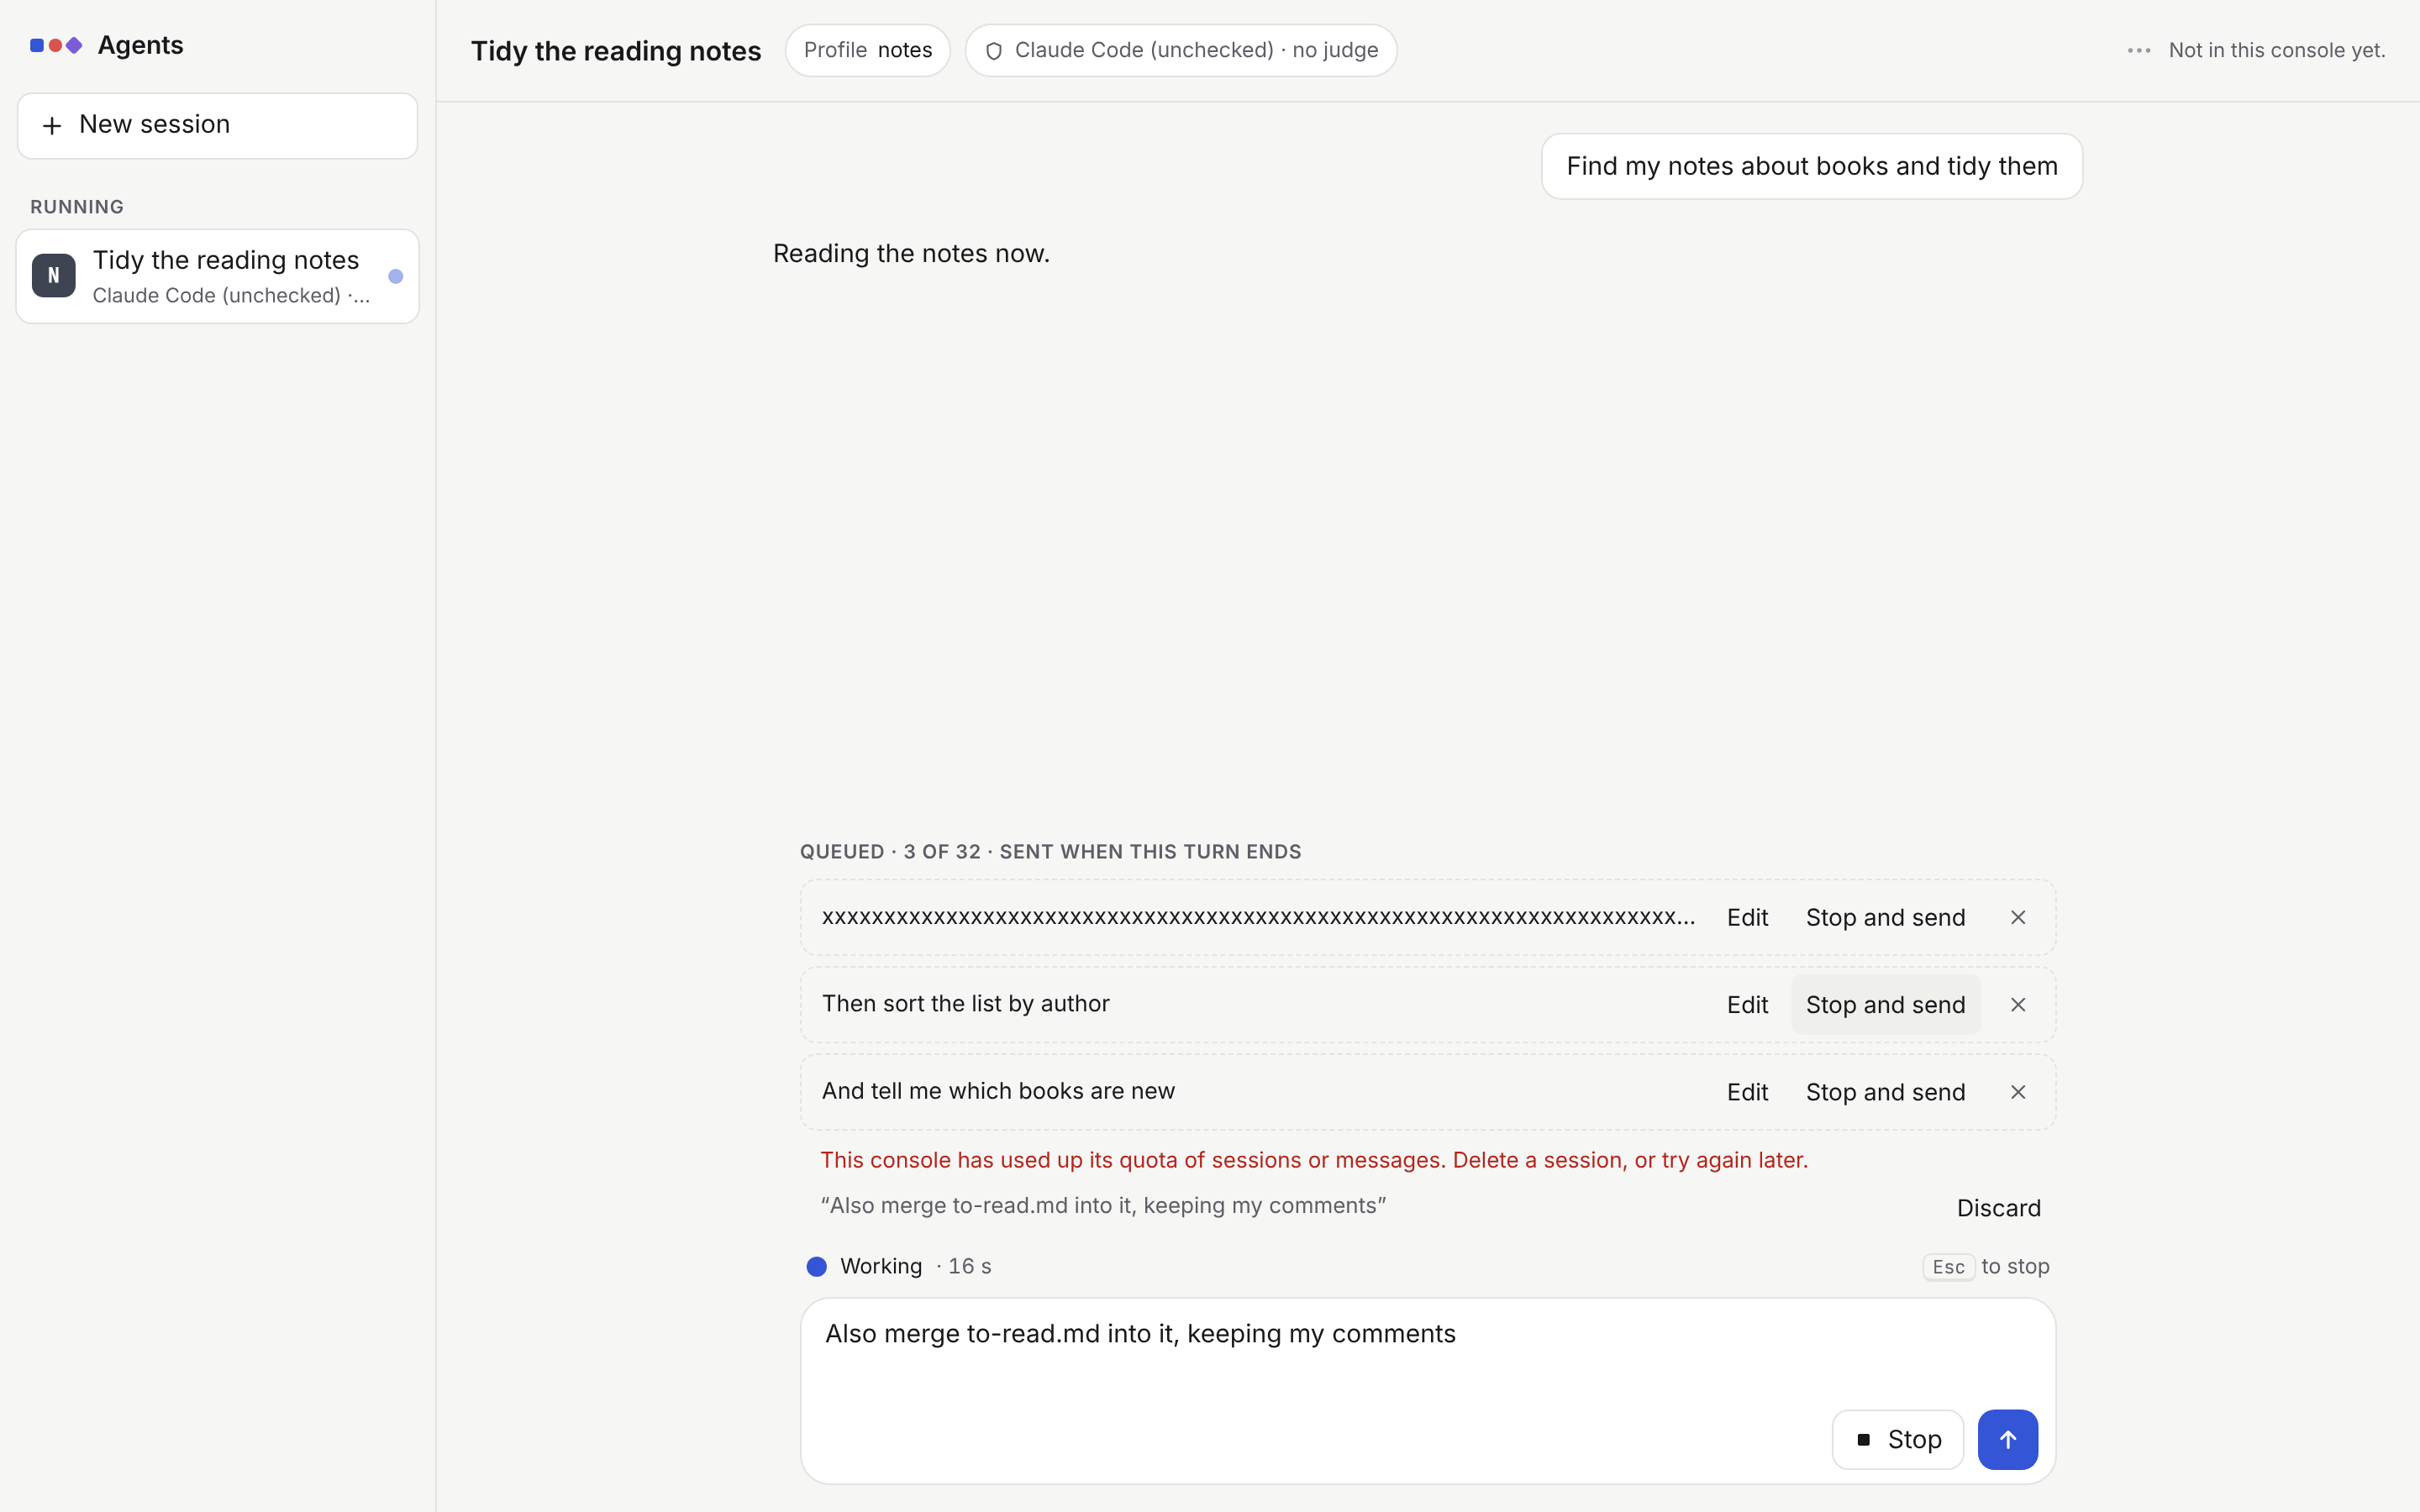 Agents
New session
RUNNING
N
Tidy the reading notes
Claude Code (unchecked) ·...
Tidy the reading notes
Profile notes
Claude Code (unchecked) · no judge
Not in this console yet.
Find my notes about books and tidy them
Reading the notes now.
QUEUED · 3 OF 32 · SENT WHEN THIS TURN ENDS
xxxxxxxxxxxxxxxxxxxxxxxxxxxxxxxxxxxxxxxxxxxxxxxxxxxxxxxxxxxxxxxxxxxxx... Edit Stop and send
Then sort the list by author Edit Stop and send
And tell me which books are new Edit Stop and send
This console has used up its quota of sessions or messages. Delete a session, or try again later.
“Also merge to-read.md into it, keeping my comments” Discard
Working · 16 s Esc to stop
Also merge to-read.md into it, keeping my comments
Stop